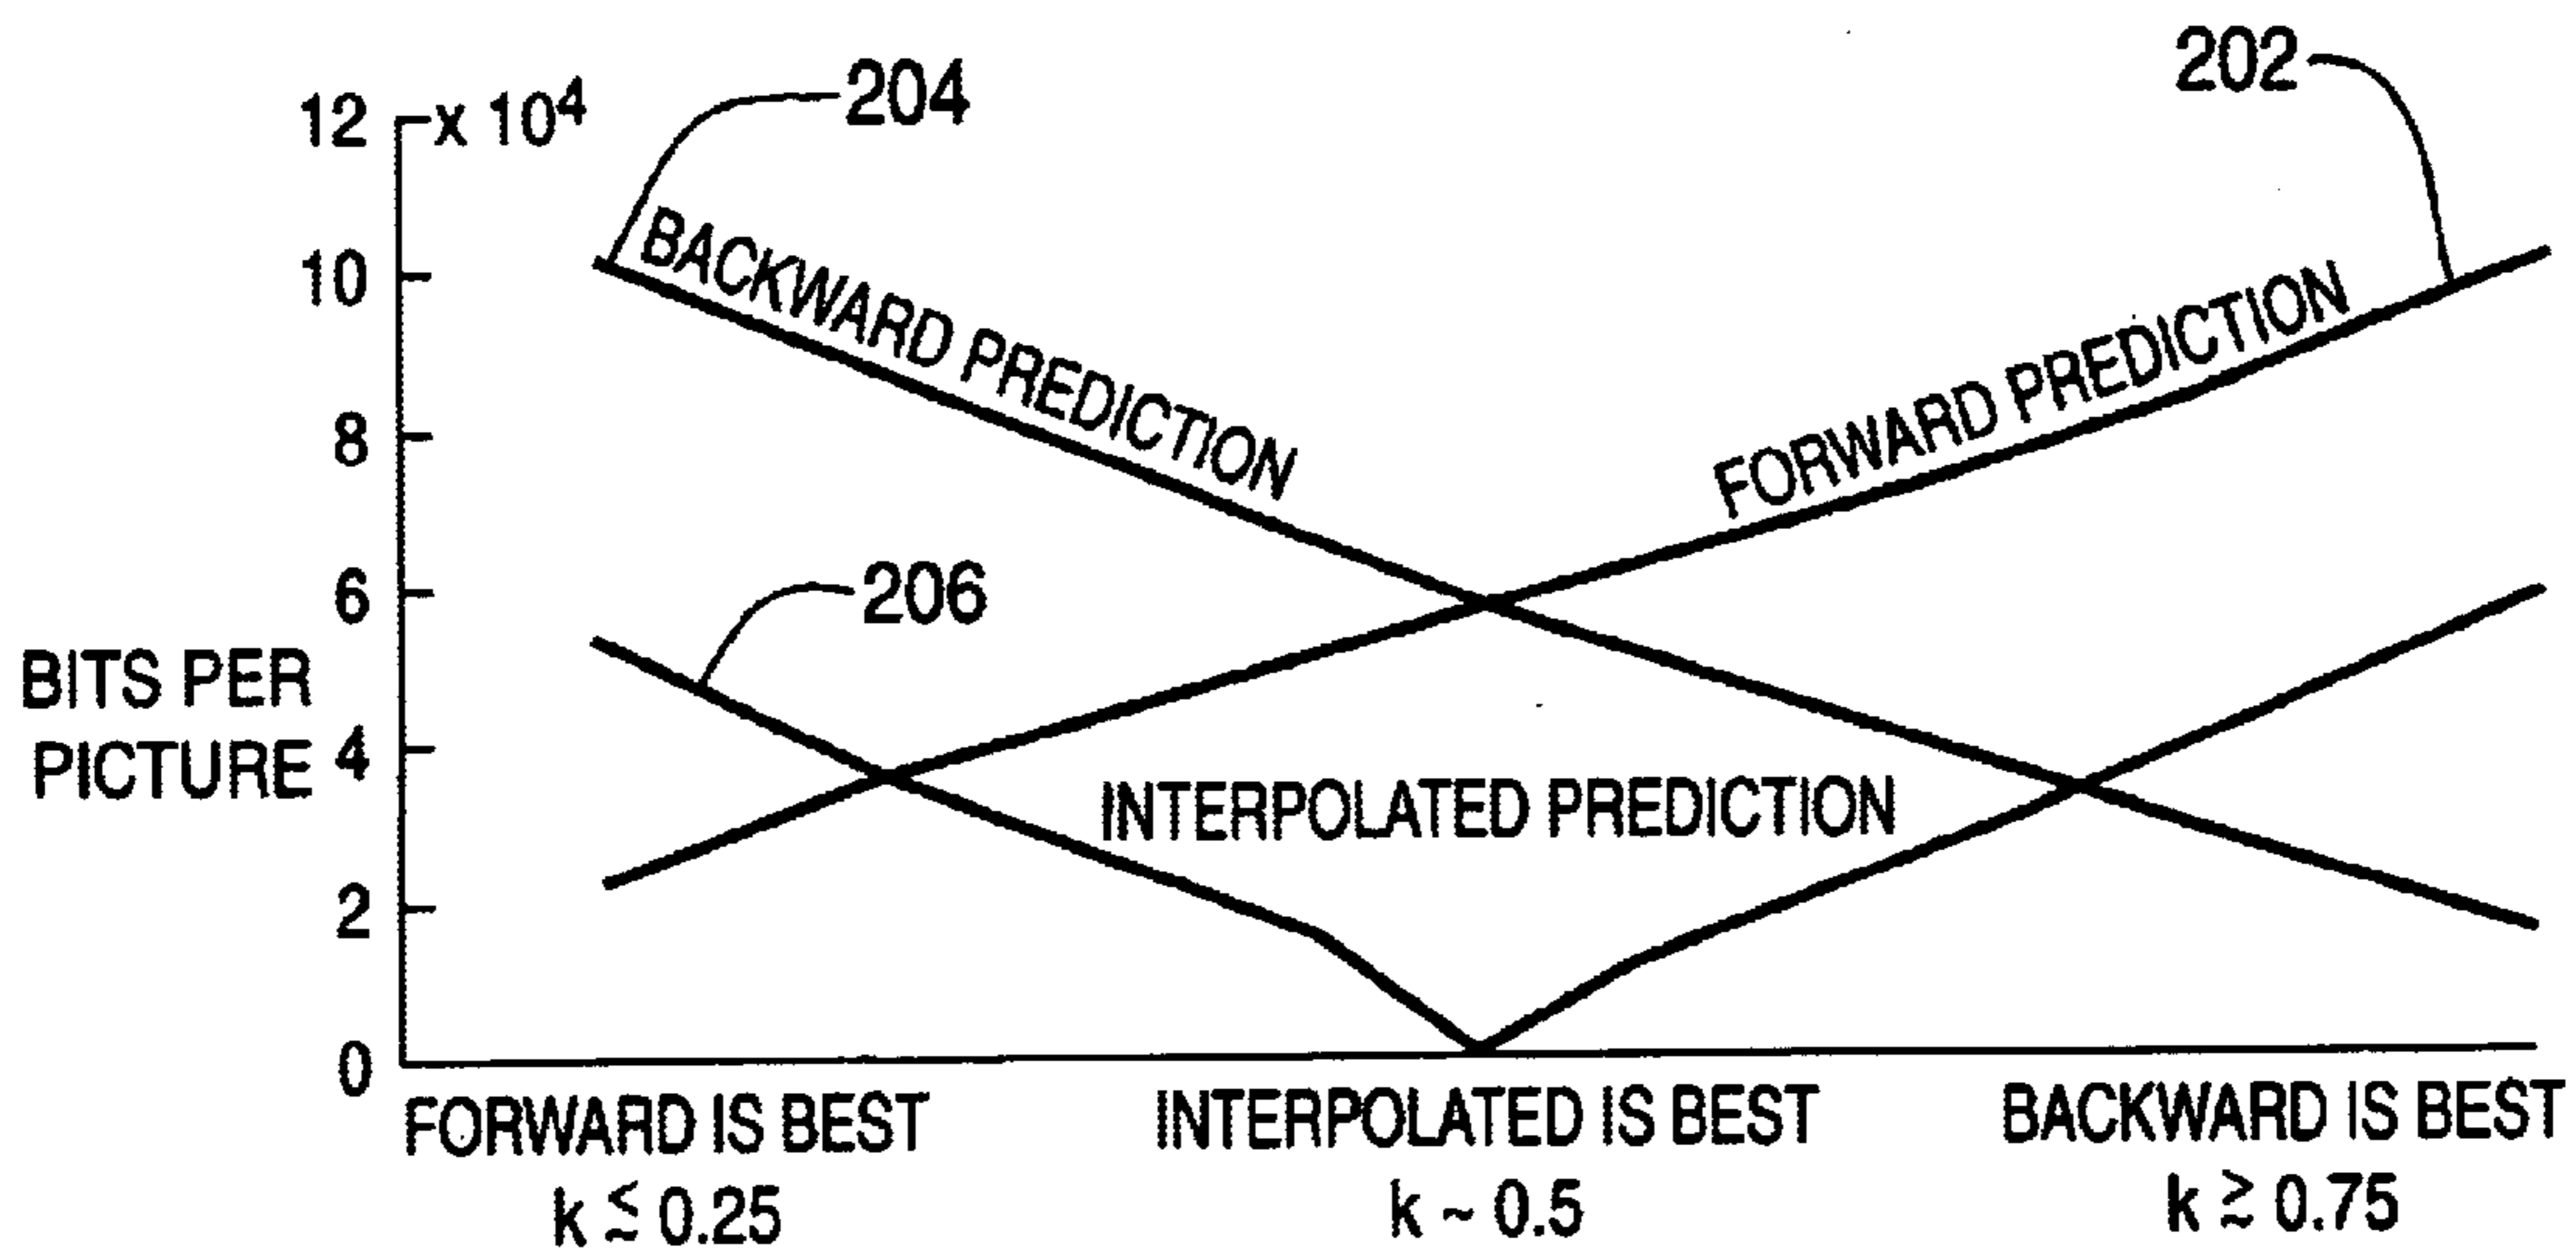 202
204
12
x 10⁴
BACKWARD PREDICTION
10
FORWARD PREDICTION
8
206
6
BITS PER
PICTURE
4
INTERPOLATED PREDICTION
2
0
FORWARD IS BEST
k ≲ 0.25
INTERPOLATED IS BEST
k ~ 0.5
BACKWARD IS BEST
k ≳ 0.75